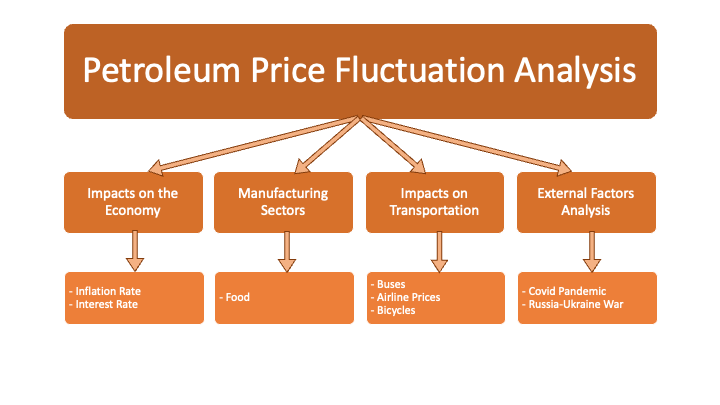 Petroleum Price Fluctuation Analysis
Impacts on the
Economy
Manufacturing
Sectors
Impacts on
Transportation
External Factors
Analysis
- Inflation Rate
- Interest Rate
- Food
- Buses
- Airline Prices
- Bicycles
- Covid Pandemic
- Russia-Ukraine War